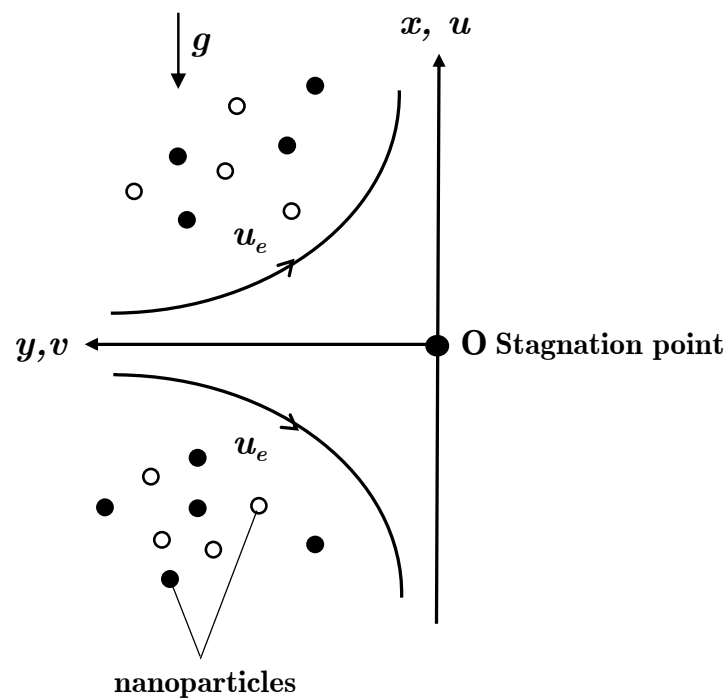 x, u
g
u_e
y,v
O Stagnation point
u_e
nanoparticles